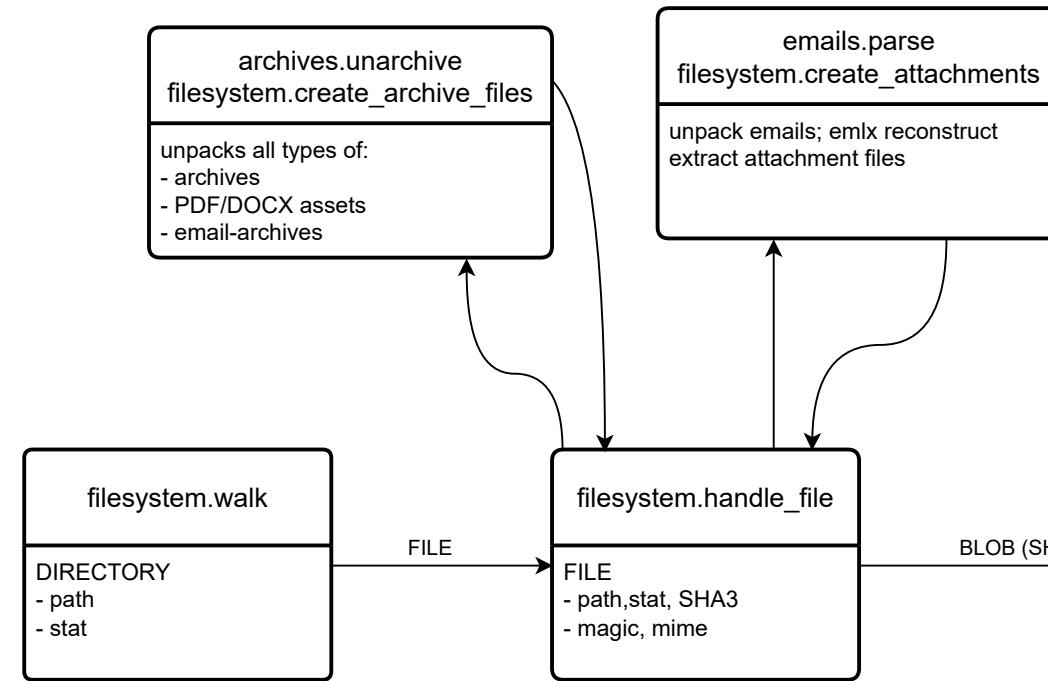 archives.unarchive
filesystem.create_archive_files
unpacks all types of:
- archives
- PDF/DOCX assets
- email-archives
emails.parse
filesystem.create_attachments
unpack emails; emlx reconstruct
extract attachment files
filesystem.walk
DIRECTORY
- path
- stat
FILE
filesystem.handle_file
FILE
- path,stat, SHA3
- magic, mime
BLOB